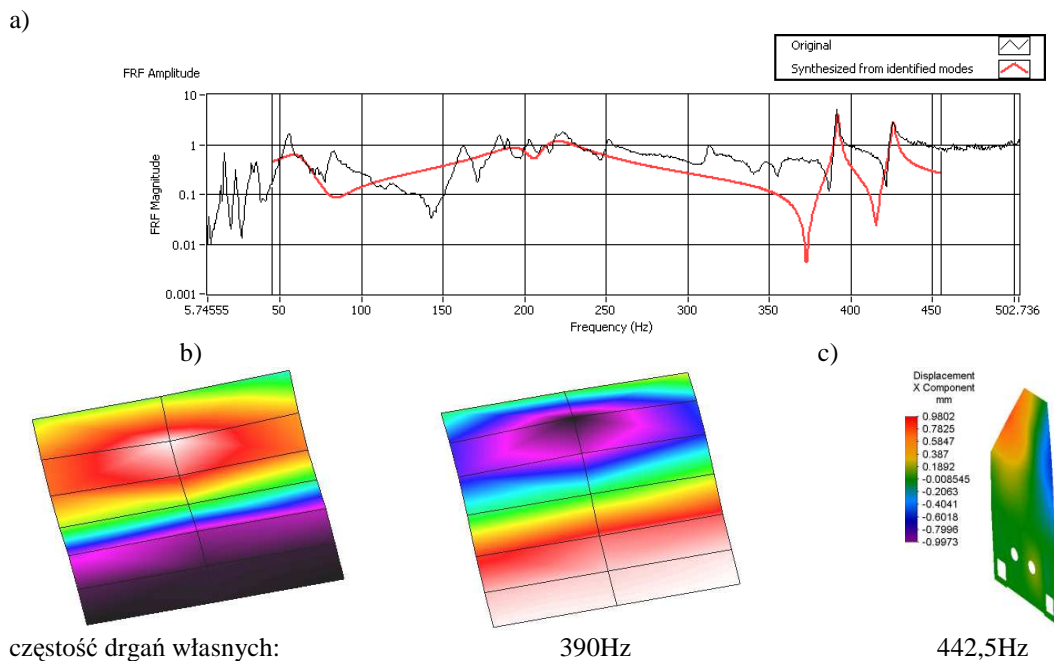 a)
Original
Synthesized from identified modes
FRF Amplitude
FRF Magnitude
10
1
0.1
0.01
0.001
5.74555 50 100 150 200 250 300 350 400 450 502.736
Frequency (Hz)
b) c)
Displacement
X Component
mm
0.9802
0.7825
0.5847
0.387
0.1892
-0.008545
-0.2063
-0.4041
-0.6018
-0.7996
-0.9973
częstość drgań własnych: 390Hz 442,5Hz